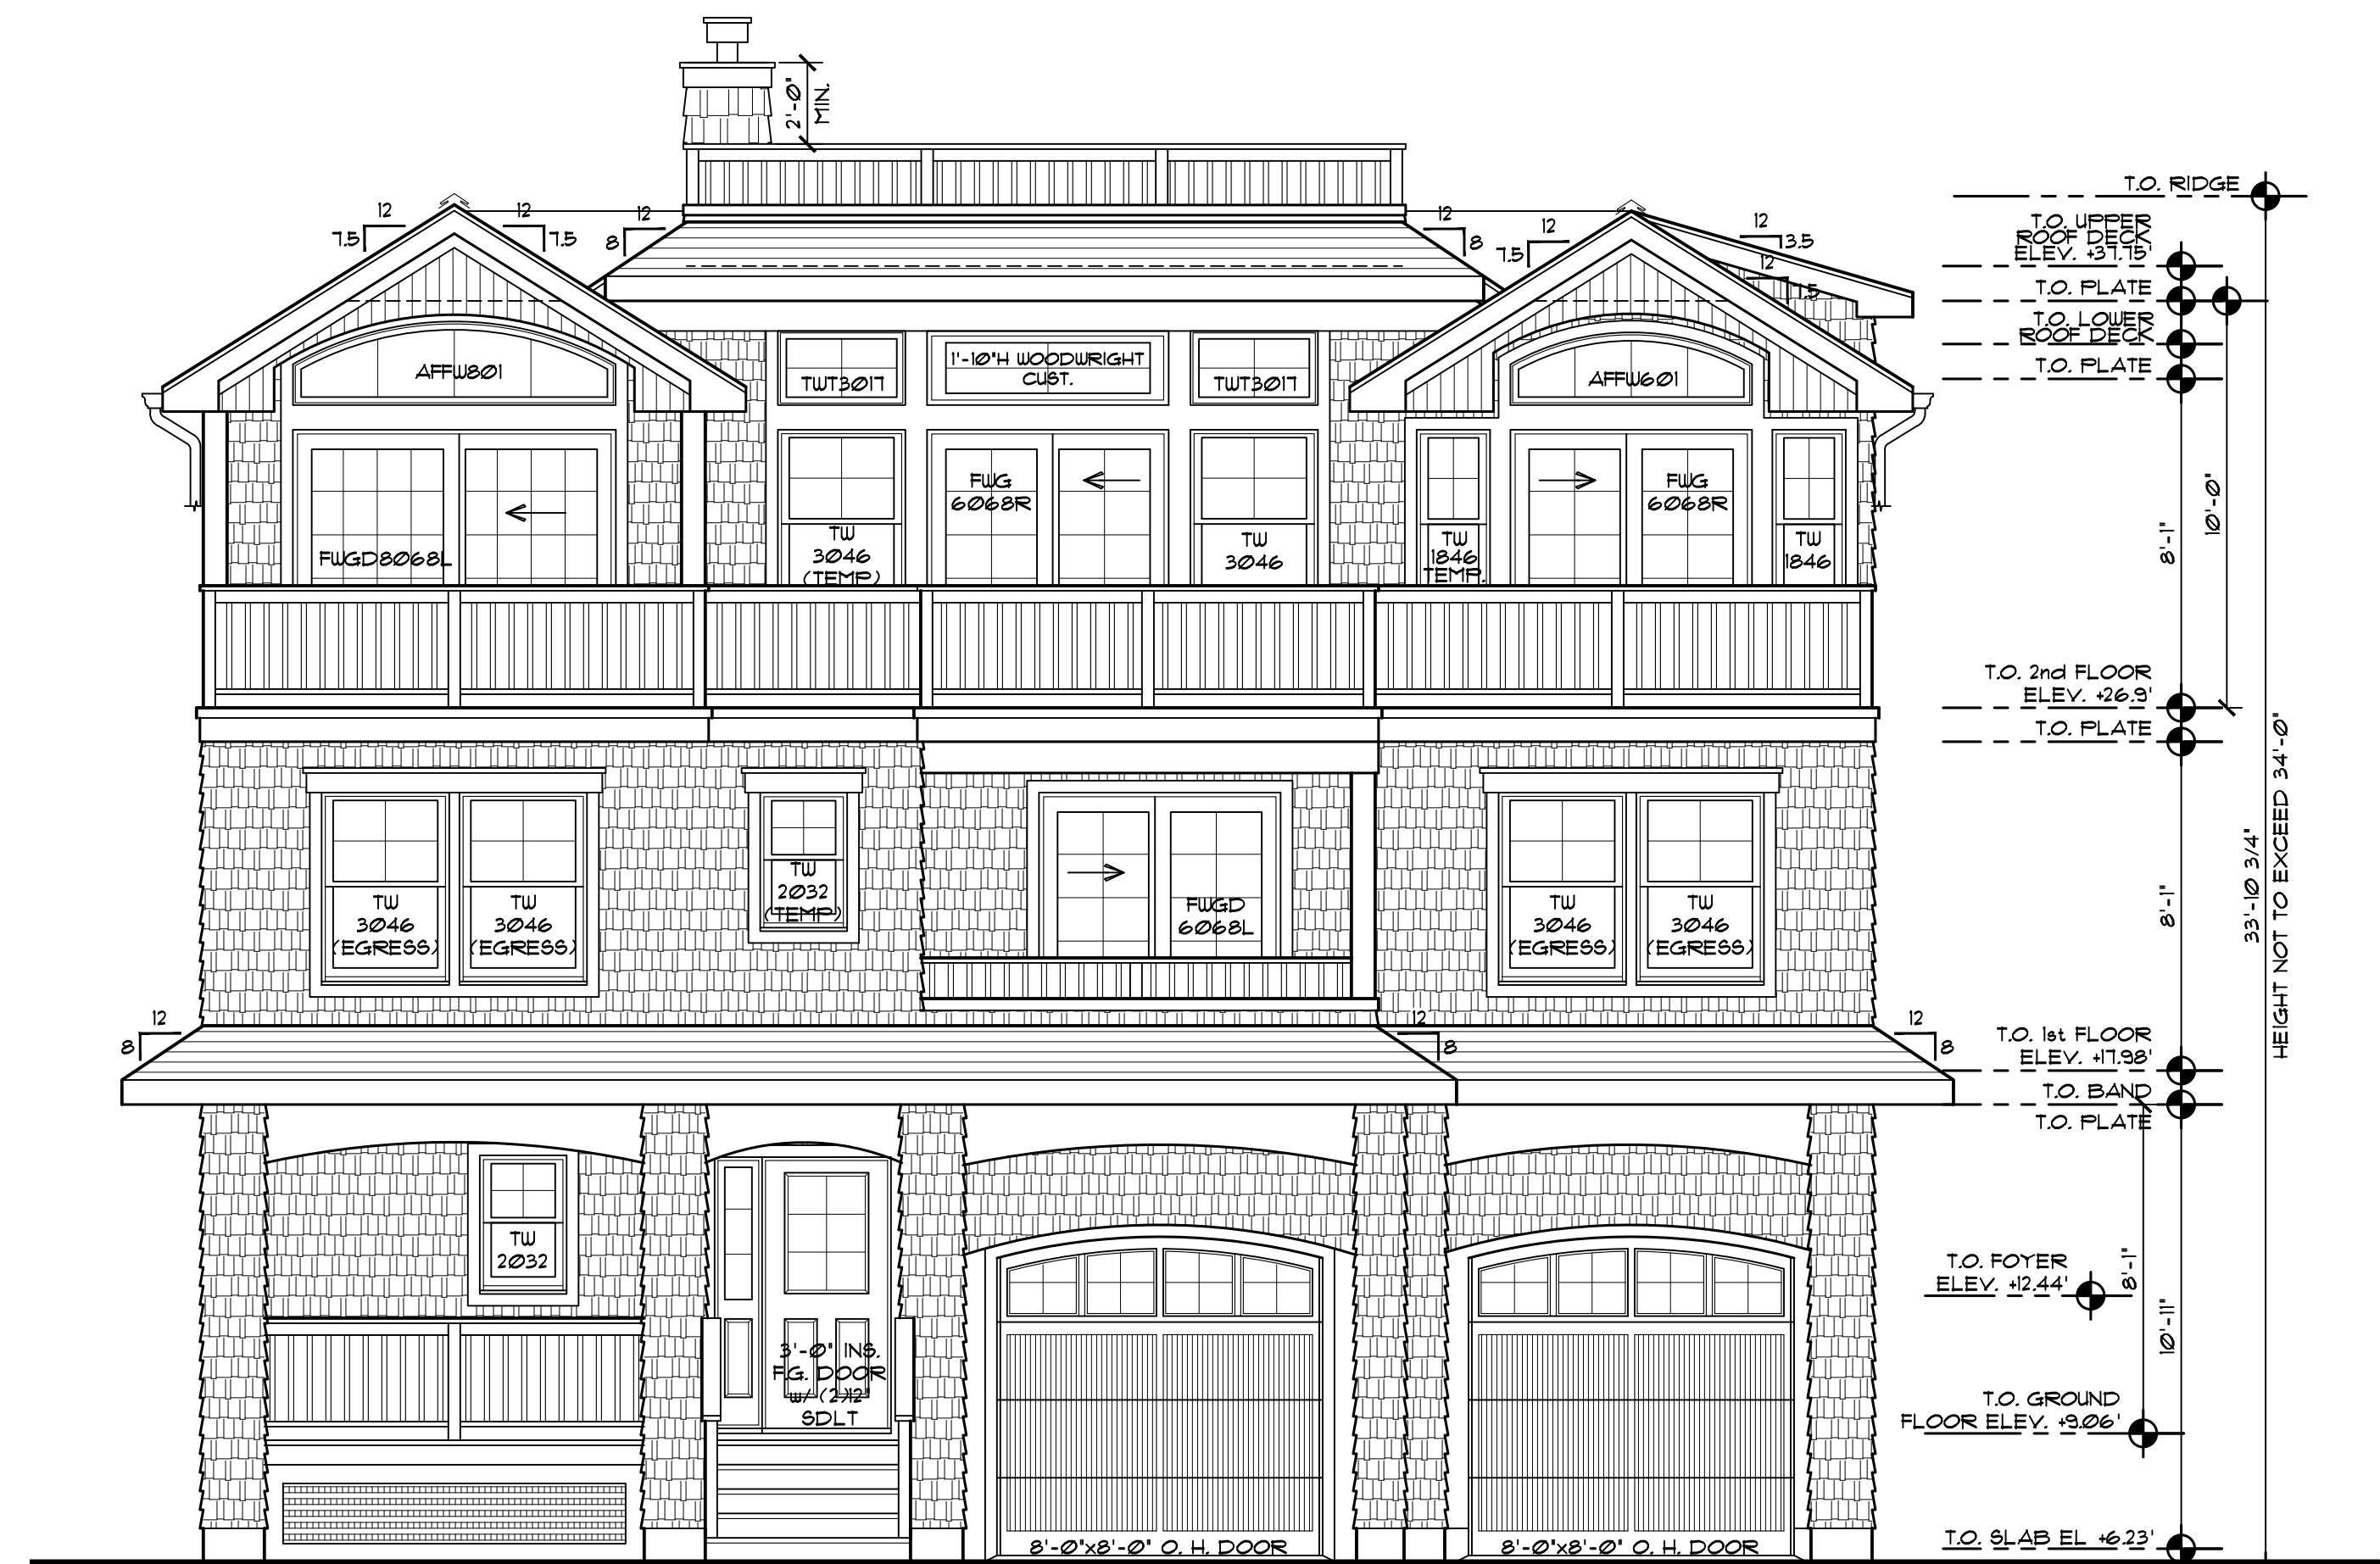 2'-0"
MIN.
12
7.5
12
7.5
12
8
12
8
12
7.5
12
3.5
12
7.5
T.O. RIDGE
T.O. UPPER
ROOF DECK
ELEV. +37.75'
T.O. PLATE
T.O. LOWER
ROOF DECK
T.O. PLATE
AFFW801
TWT3017
1'-10"H WOODWRIGHT
CUST.
TWT3017
AFFW601
FWGD8068L
TW
3046
(TEMP)
FWG
6068R
TW
3046
TW
1846
TEMP.
FWG
6068R
TW
1846
8'-1"
10'-0"
T.O. 2nd FLOOR
ELEV. +26.9'
T.O. PLATE
TW
3046
(EGRESS)
TW
3046
(EGRESS)
TW
2032
(TEMP)
FWGD
6068L
TW
3046
(EGRESS)
TW
3046
(EGRESS)
8'-1"
33'-10 3/4"
HEIGHT NOT TO EXCEED 34'-0"
12
8
12
8
12
8
T.O. 1st FLOOR
ELEV. +17.98'
T.O. BAND
T.O. PLATE
TW
2032
3'-0" INS.
F.G. DOOR
w/ (2)12"
SDLT
T.O. FOYER
ELEV. +12.44'
8'-1"
10'-11"
T.O. GROUND
FLOOR ELEV. +9.06'
8'-0"x8'-0" O. H. DOOR
8'-0"x8'-0" O. H. DOOR
T.O. SLAB EL +6.23'